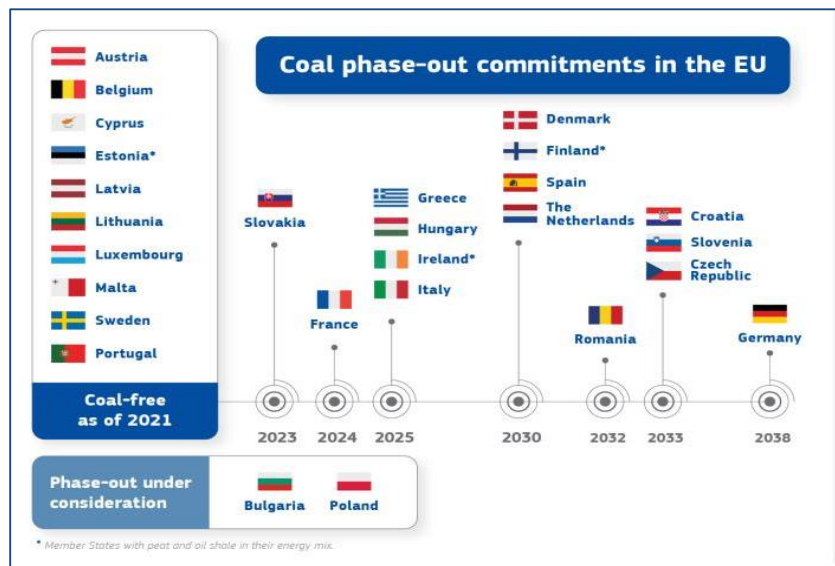 Coal phase-out commitments in the EU
Austria
Belgium
Cyprus
Estonia*
Latvia
Lithuania
Luxembourg
Malta
Sweden
Portugal
Coal-free
as of 2021
Slovakia
2023
France
2024
Greece
Hungary
Ireland*
Italy
2025
Denmark
Finland*
Spain
The
Netherlands
2030
Romania
2032
Croatia
Slovenia
Czech
Republic
2033
Germany
2038
Phase-out under
consideration
Bulgaria
Poland
* Member States with peat and oil shale in their energy mix.